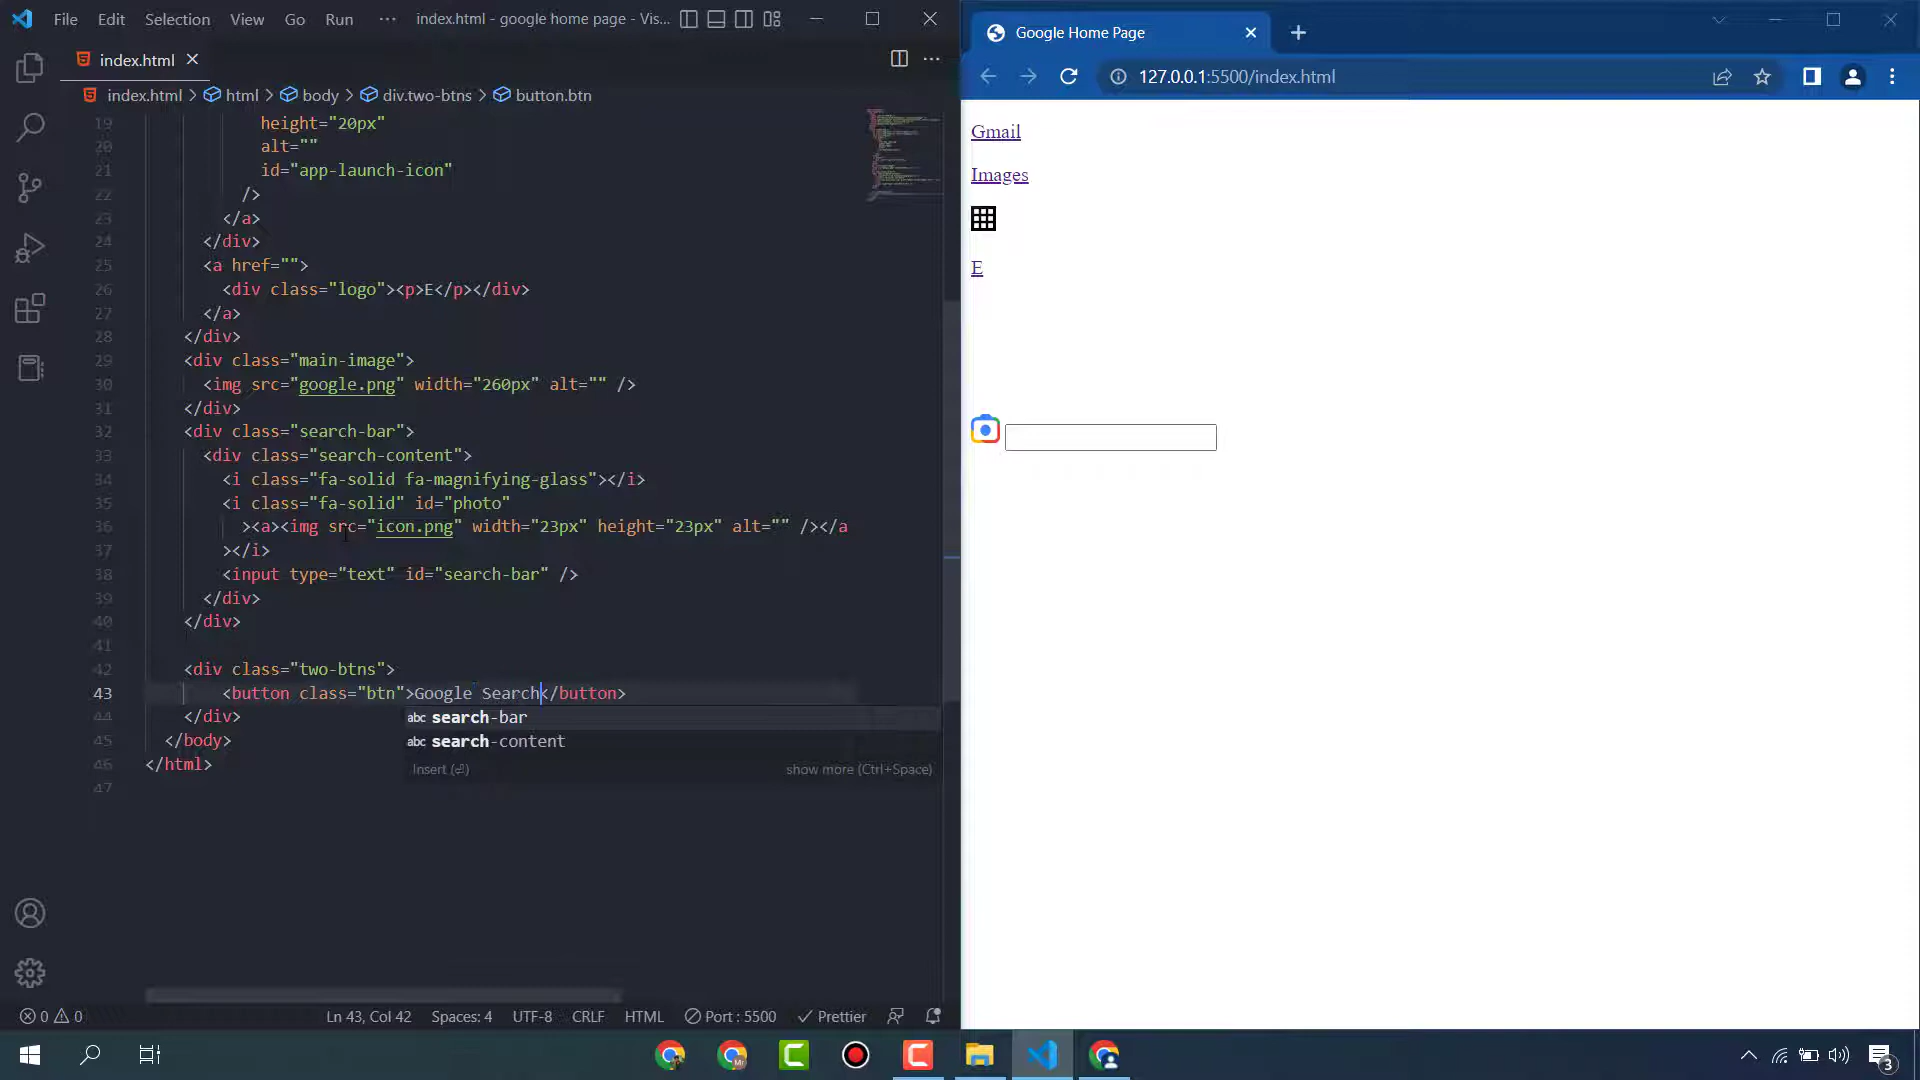 File Edit Selection View Go Run ··· index.html - google home page - Vis...
index.html
index.html > html > body > div.two-btns > button.btn
19 height="20px"
20 alt=""
21 id="app-launch-icon"
22 />
23 </a>
24 </div>
25 <a href="">
26 <div class="logo"><p>E</p></div>
27 </a>
28 </div>
29 <div class="main-image">
30 <img src="google.png" width="260px" alt="" />
31 </div>
32 <div class="search-bar">
33 <div class="search-content">
34 <i class="fa-solid fa-magnifying-glass"></i>
35 <i class="fa-solid" id="photo"
36 ><a><img src="icon.png" width="23px" height="23px" alt="" /></a
37 ></i>
38 <input type="text" id="search-bar" />
39 </div>
40 </div>
41
42 <div class="two-btns">
43 <button class="btn">Google Search</button>
44 </div>
abc search-bar
45 </body>
abc search-content
46 </html>
Insert (⏎) show more (Ctrl+Space)
47
0 0 Ln 43, Col 42 Spaces: 4 UTF-8 CRLF HTML Port : 5500 Prettier
Google Home Page
127.0.0.1:5500/index.html
Gmail
Images
E
3